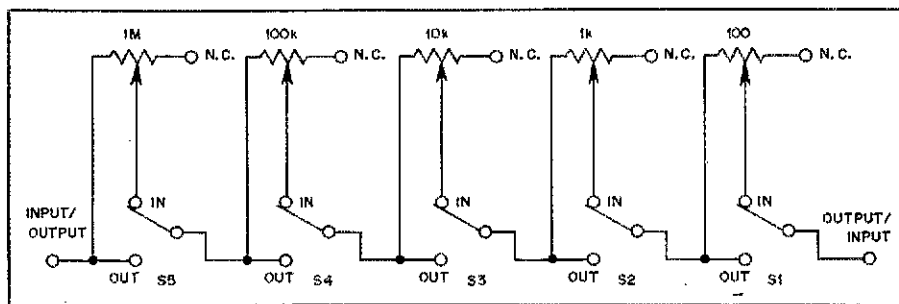 1M 100k 10k 1k 100
N.C. N.C. N.C. N.C. N.C.
IN IN IN IN IN
INPUT/ OUTPUT/
OUTPUT INPUT
OUT S5 OUT S4 OUT S3 OUT S2 OUT S1